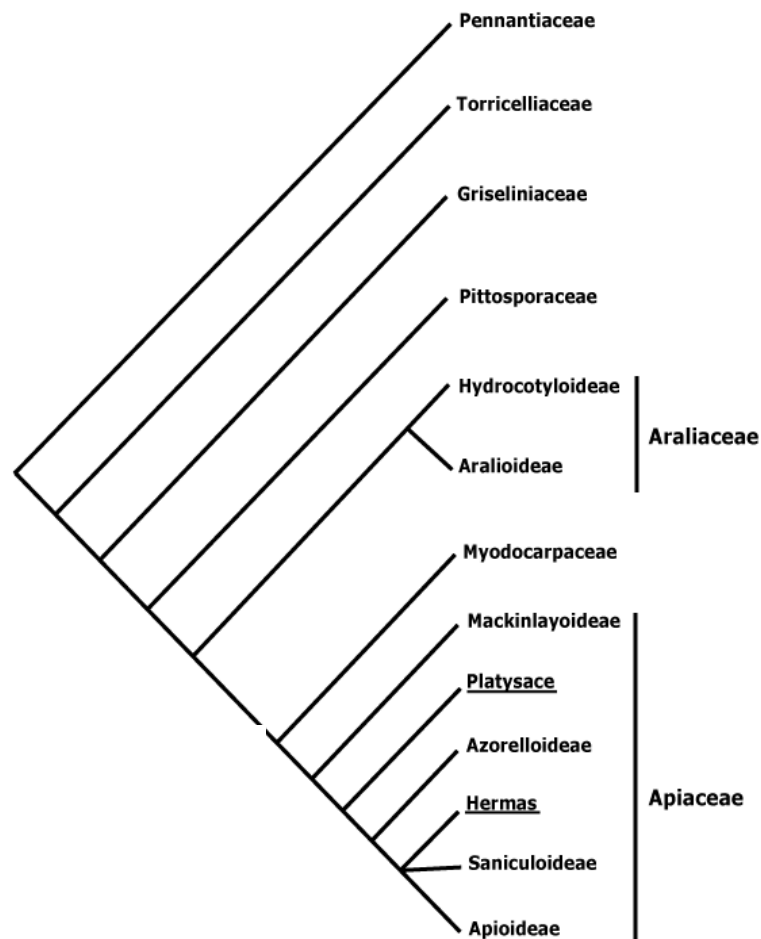 Pennantiaceae
Torricelliaceae
Griseliniaceae
Pittosporaceae
Hydrocotyloideae
Araliaceae
Aralioideae
Myodocarpaceae
Mackinlayoideae
Platysace
Azorelloideae
Apiaceae
Hermas
Saniculoideae
Apioideae